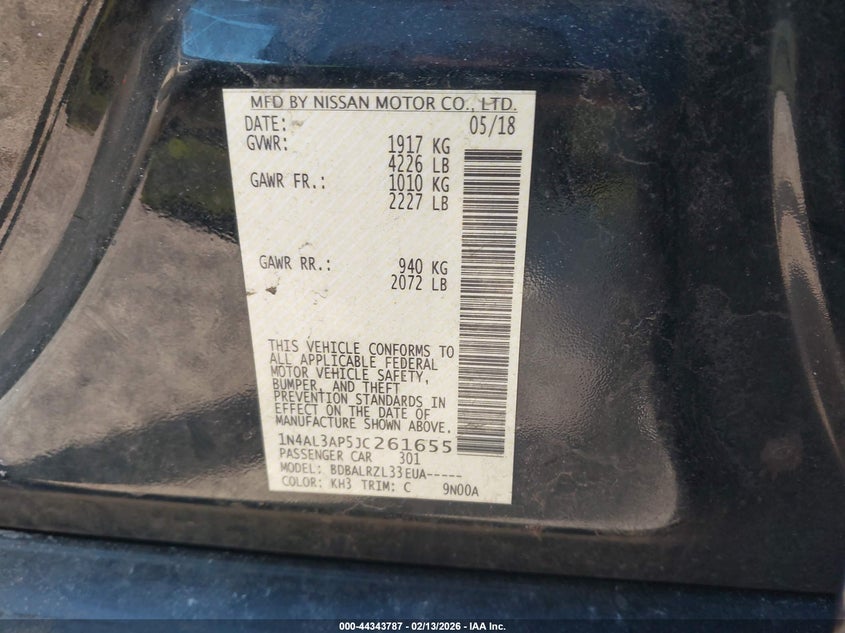 MFD BY NISSAN MOTOR CO., LTD.
DATE: 05/18
GVWR: 1917 KG
4226 LB
GAWR FR.: 1010 KG
2227 LB
GAWR RR.: 940 KG
2072 LB
THIS VEHICLE CONFORMS TO
ALL APPLICABLE FEDERAL
MOTOR VEHICLE SAFETY,
BUMPER, AND THEFT
PREVENTION STANDARDS IN
EFFECT ON THE DATE OF
MANUFACTURE SHOWN ABOVE.
1N4AL3AP5JC261655
PASSENGER CAR 301
MODEL: BDBALRZL33EUA-----
COLOR: KH3 TRIM: C 9N00A
000-44343787 - 02/13/2026 - IAA Inc.